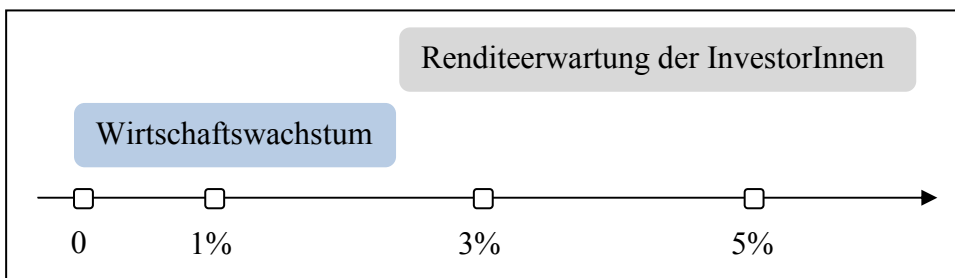 Renditeerwartung der InvestorInnen
Wirtschaftswachstum
0 1% 3% 5%